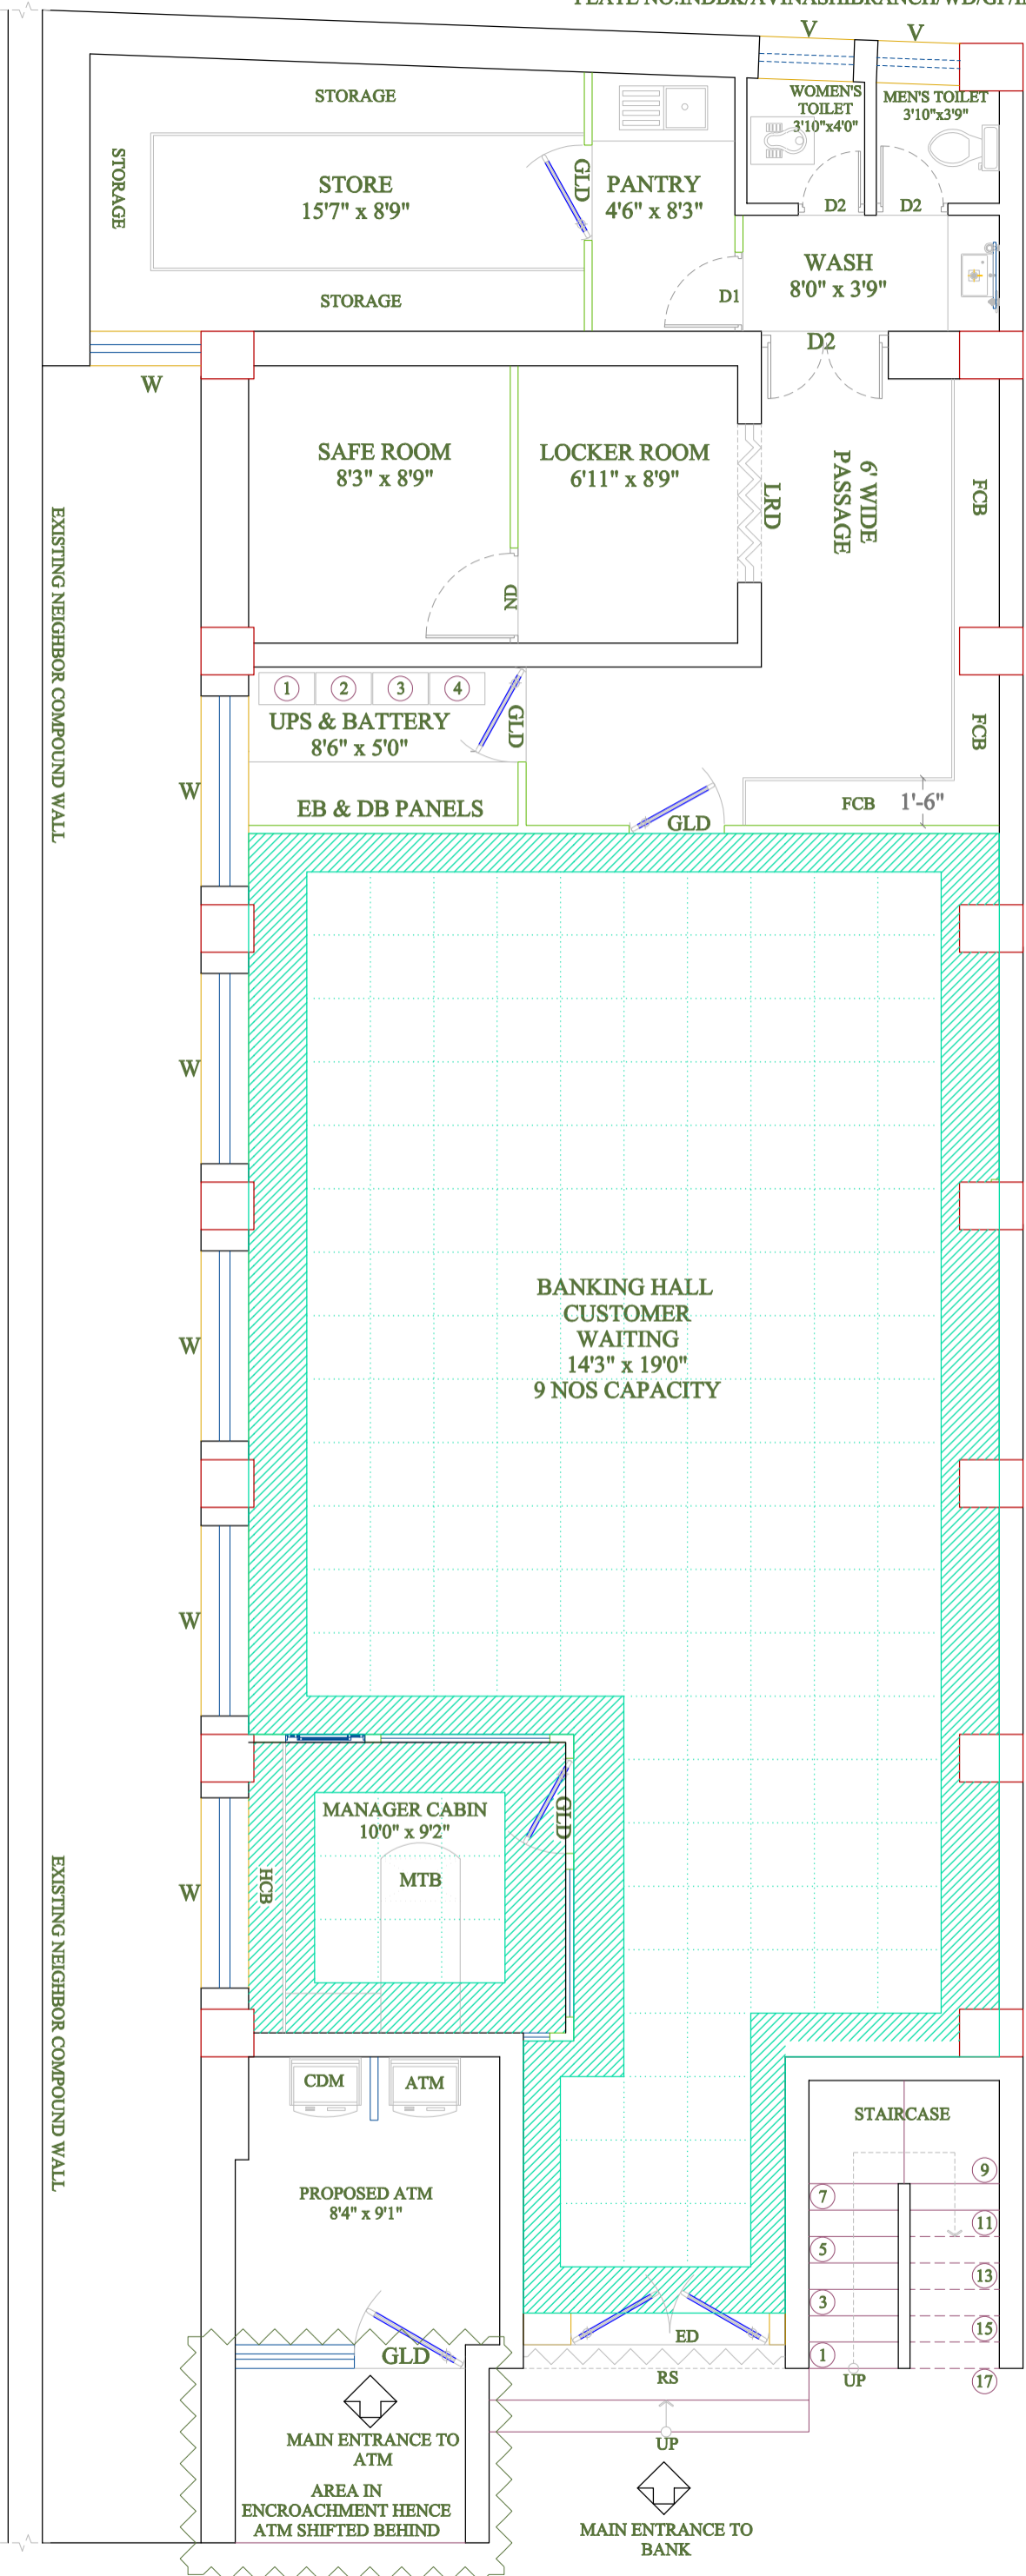 PLATE NO:INDBK/AVINASHIBRANCH/WD/GF/
V
V
STORAGE
WOMEN'S
TOILET
3'10"x4'0"
MEN'S TOILET
3'10"x3'9"
STORAGE
STORE
15'7" x 8'9"
GLD
PANTRY
4'6" x 8'3"
D2
D2
WASH
8'0" x 3'9"
STORAGE
D1
D2
W
SAFE ROOM
8'3" x 8'9"
LOCKER ROOM
6'11" x 8'9"
LRD
6' WIDE
PASSAGE
FCB
EXISTING NEIGHBOR COMPOUND WALL
ND
1
2
3
4
UPS & BATTERY
8'6" x 5'0"
GLD
FCB
W
EB & DB PANELS
GLD
FCB
1'-6"
W
BANKING HALL
CUSTOMER
WAITING
14'3" x 19'0"
9 NOS CAPACITY
W
W
MANAGER CABIN
10'0" x 9'2"
GLD
HCB
MTB
W
EXISTING NEIGHBOR COMPOUND WALL
CDM
ATM
STAIRCASE
PROPOSED ATM
8'4" x 9'1"
9
7
11
5
13
3
15
1
17
UP
GLD
ED
RS
UP
MAIN ENTRANCE TO
ATM
AREA IN
ENCROACHMENT HENCE
ATM SHIFTED BEHIND
MAIN ENTRANCE TO
BANK